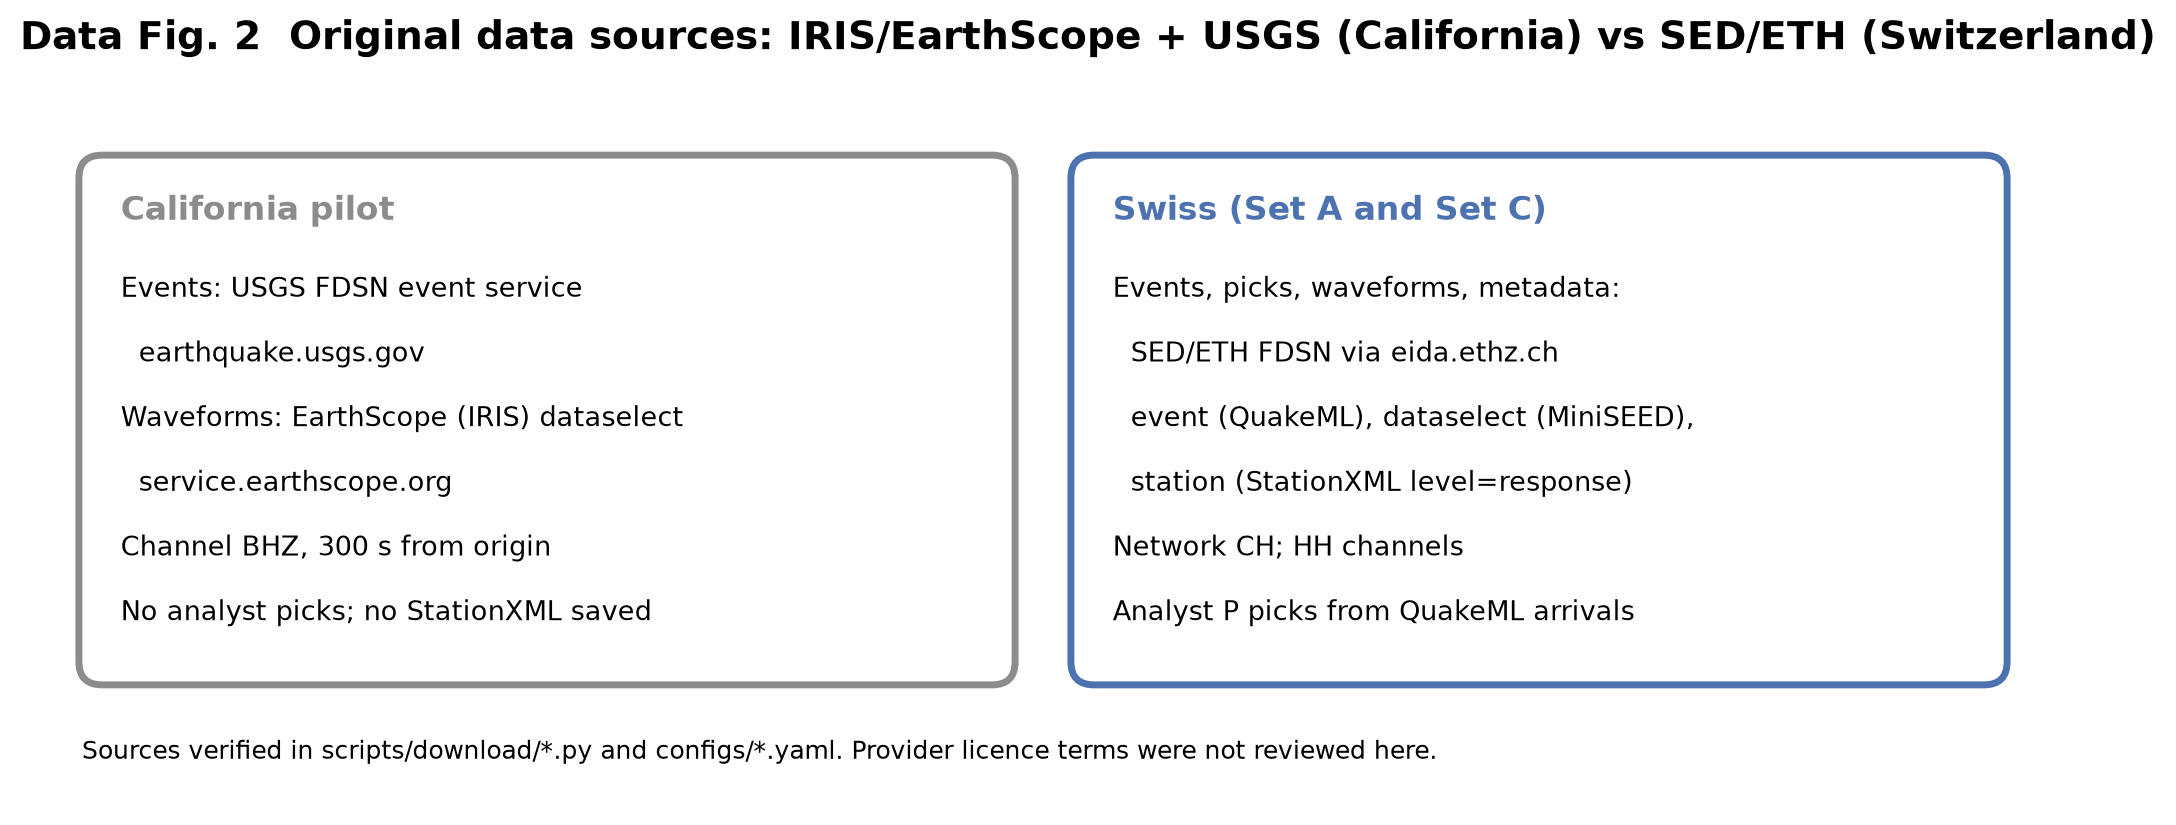 Data Fig. 2  Original data sources: IRIS/EarthScope + USGS (California) vs SED/ETH (Switzerland)
California pilot
Events: USGS FDSN event service
earthquake.usgs.gov
Waveforms: EarthScope (IRIS) dataselect
service.earthscope.org
Channel BHZ, 300 s from origin
No analyst picks; no StationXML saved
Swiss (Set A and Set C)
Events, picks, waveforms, metadata:
SED/ETH FDSN via eida.ethz.ch
event (QuakeML), dataselect (MiniSEED),
station (StationXML level=response)
Network CH; HH channels
Analyst P picks from QuakeML arrivals
Sources verified in scripts/download/*.py and configs/*.yaml. Provider licence terms were not reviewed here.